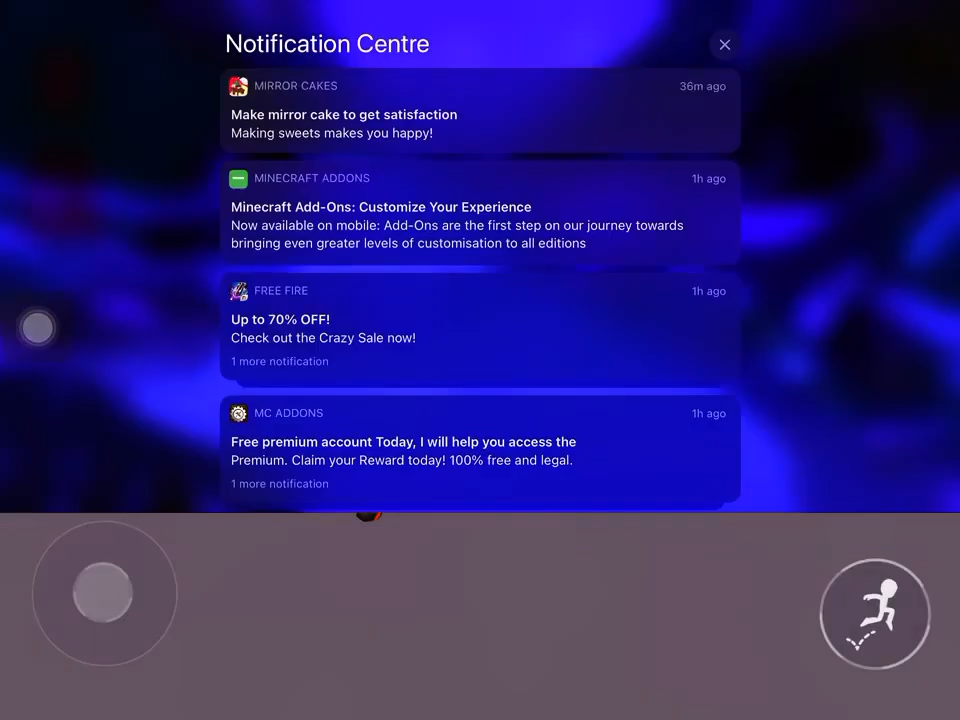 Notification Centre
MIRROR CAKES
36m ago
Make mirror cake to get satisfaction
Making sweets makes you happy!
MINECRAFT ADDONS
1h ago
Minecraft Add-Ons: Customize Your Experience
Now available on mobile: Add-Ons are the first step on our journey towards
bringing even greater levels of customisation to all editions
FREE FIRE
1h ago
Up to 70% OFF!
Check out the Crazy Sale now!
1 more notification
MC ADDONS
1h ago
Free premium account Today, I will help you access the
Premium. Claim your Reward today! 100% free and legal.
1 more notification